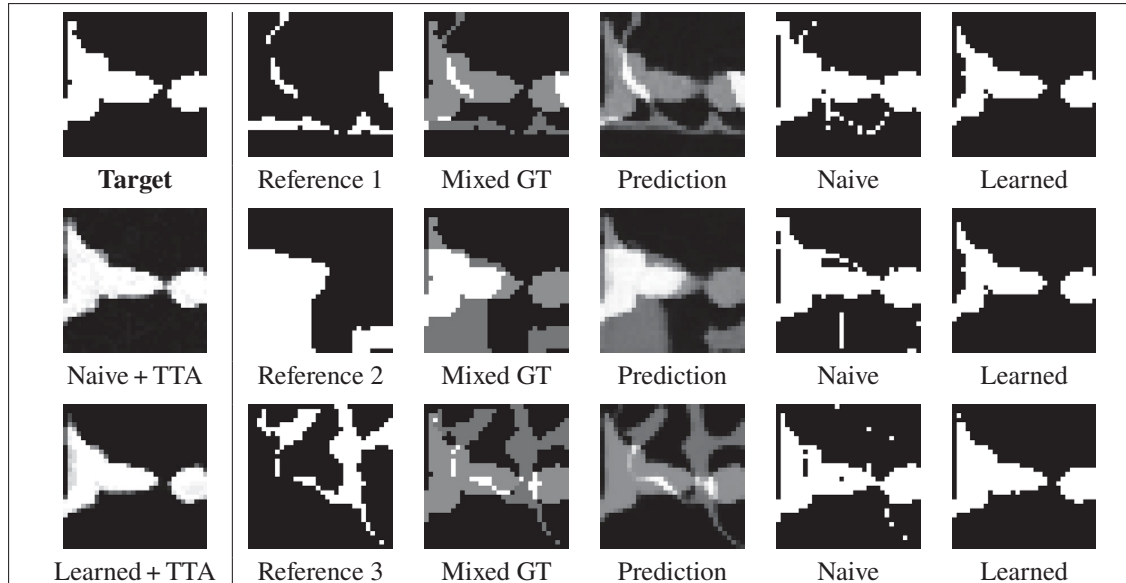 Target Reference 1 Mixed GT Prediction Naive Learned
Naive + TTA Reference 2 Mixed GT Prediction Naive Learned
Learned + TTA Reference 3 Mixed GT Prediction Naive Learned